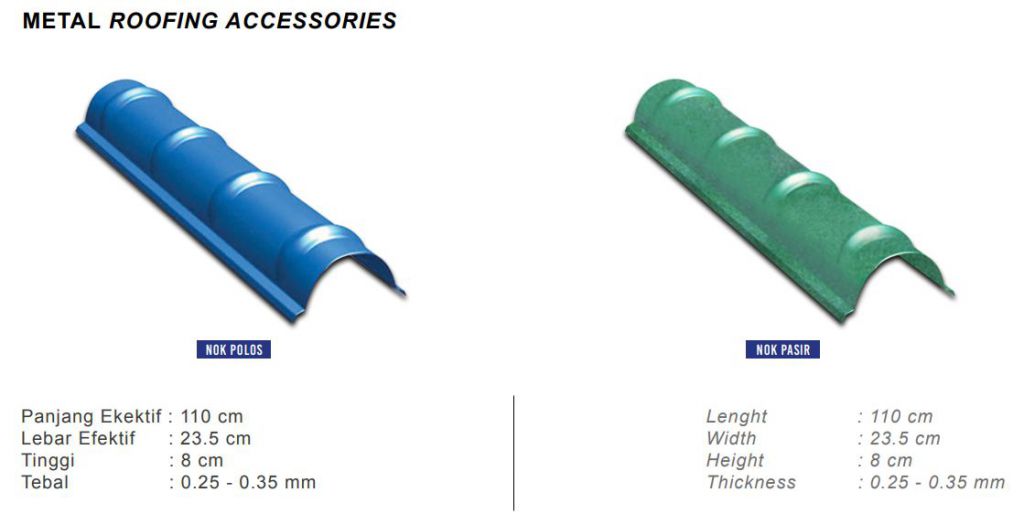 METAL ROOFING ACCESSORIES
NOK POLOS
NOK PASIR
Panjang Ekektif : 110 cm
Lebar Efektif : 23.5 cm
Tinggi : 8 cm
Tebal : 0.25 - 0.35 mm
Lenght : 110 cm
Width : 23.5 cm
Height : 8 cm
Thickness : 0.25 - 0.35 mm